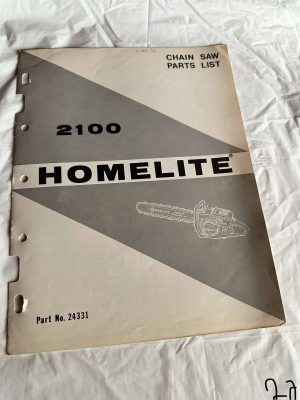 CHAIN SAW
PARTS LIST
2100
HOMELITE®
Part No. 24331